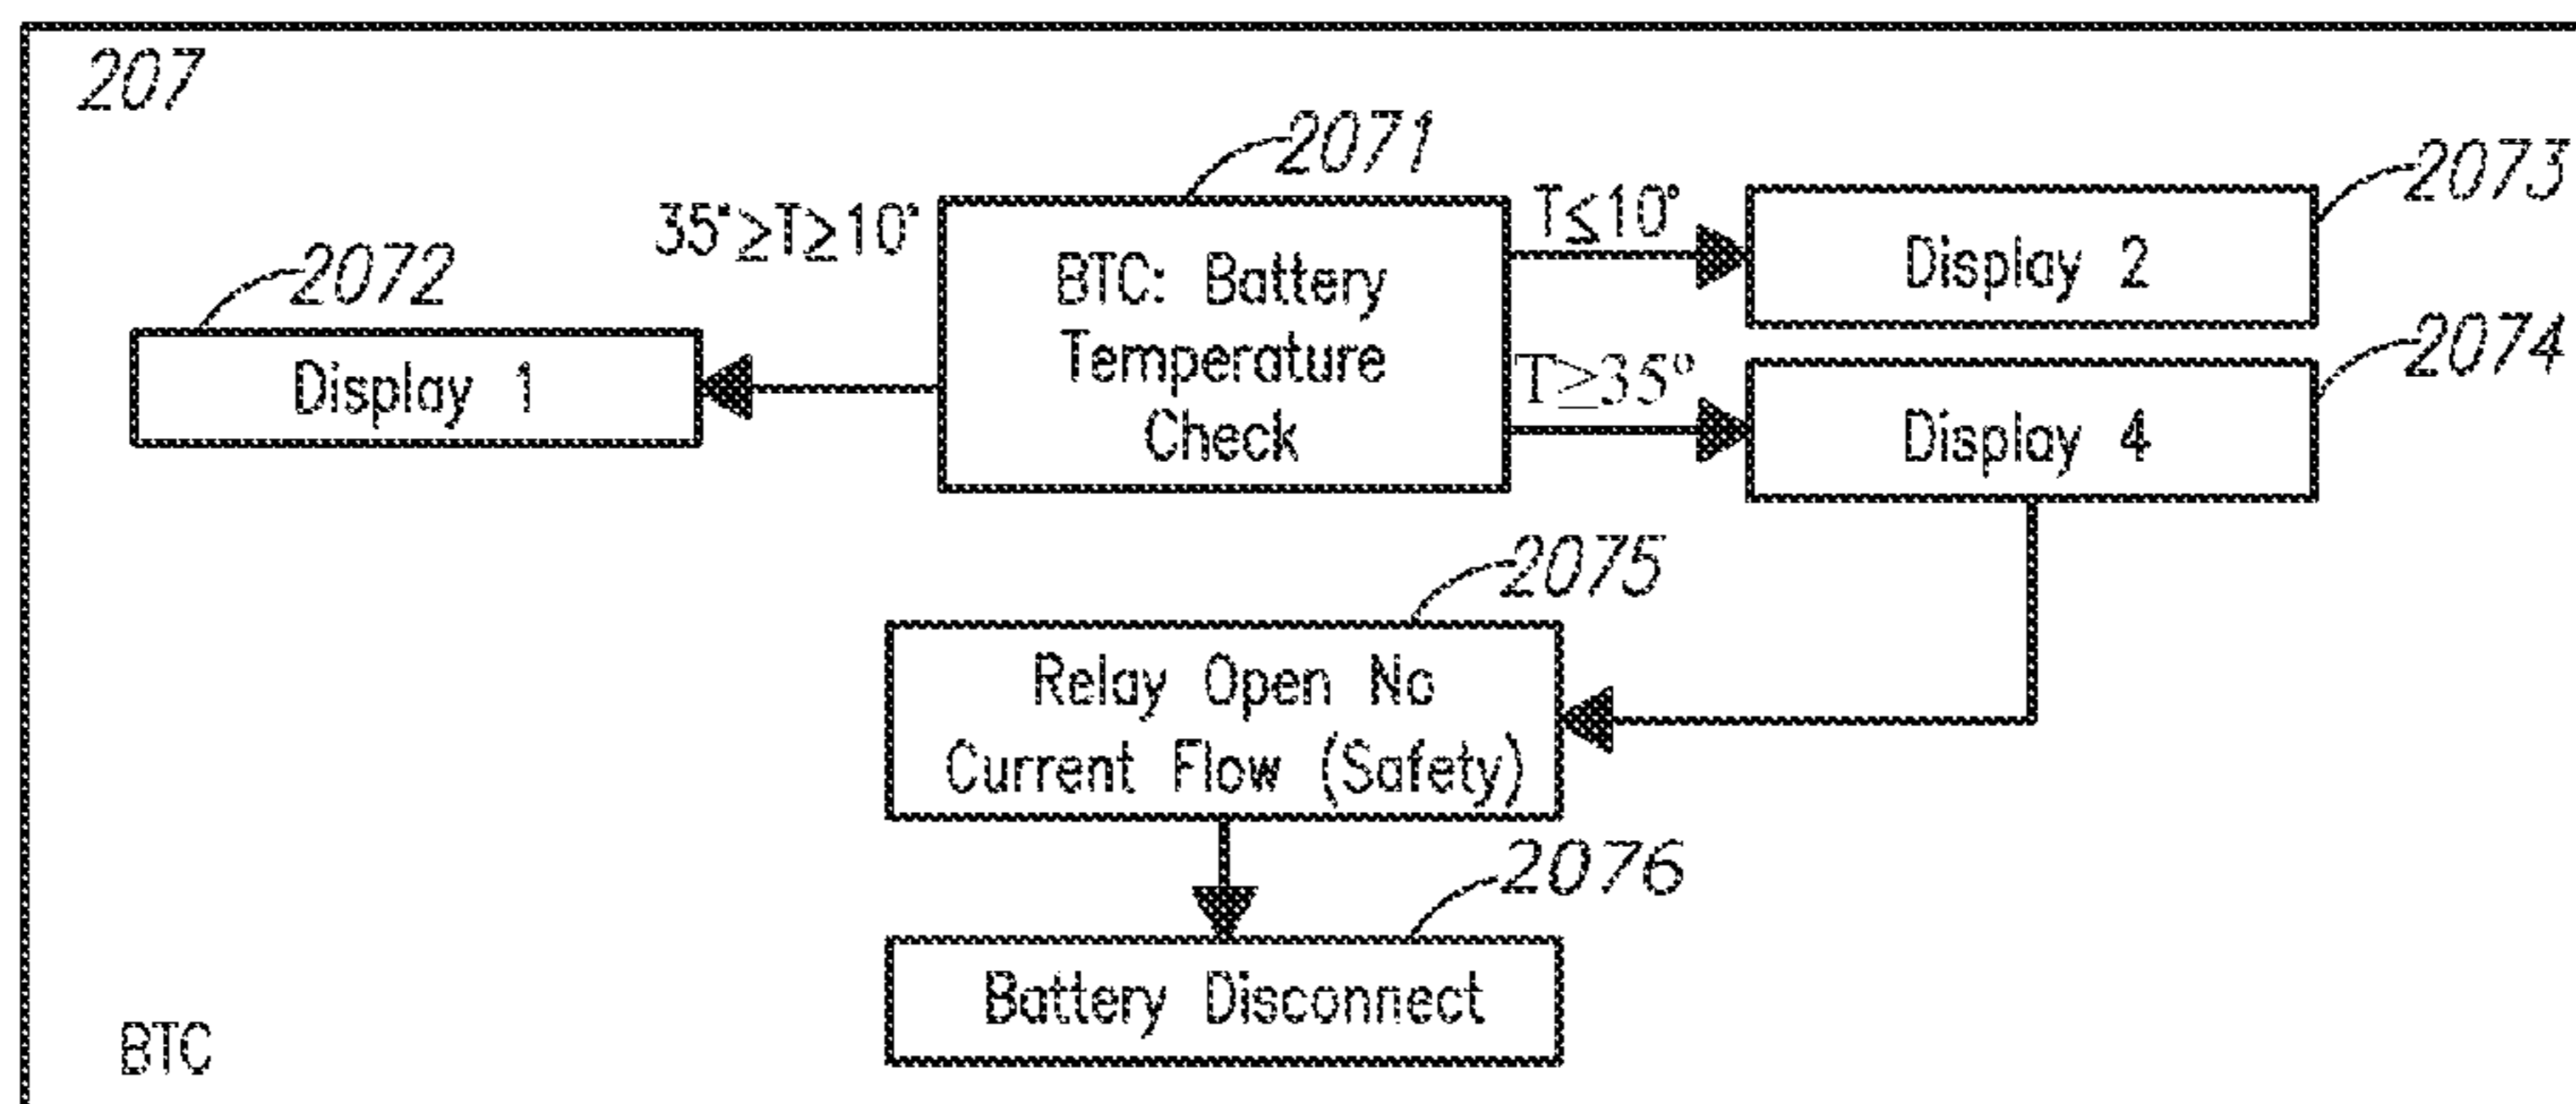 207
2071
2073
35°≥T≥10°
T≤10°
2072
BTC: Battery
Temperature
Check
Display 2
Display 1
T≥35°
2074
Display 4
2075
Relay Open No
Current Flow (Safety)
2076
Battery Disconnect
BTC